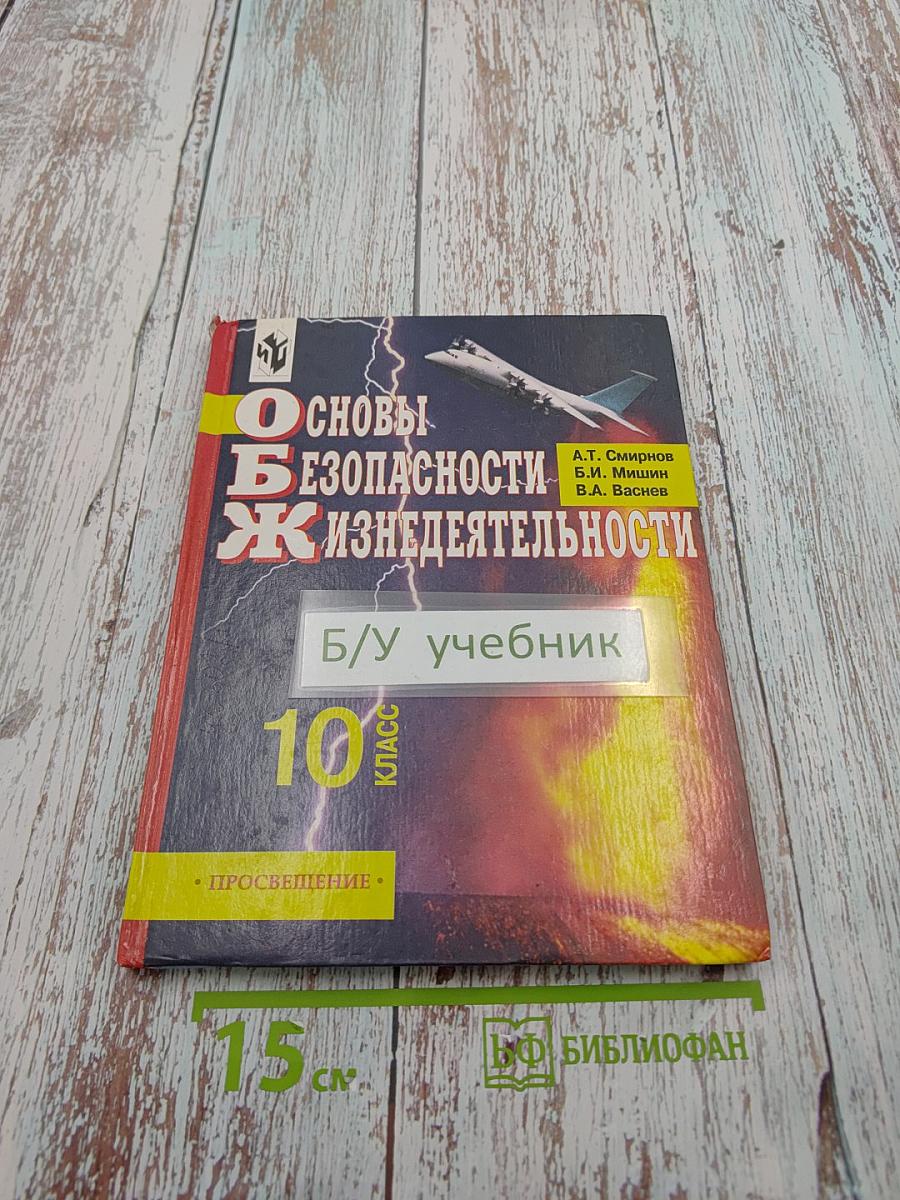 Основы
Безопасности
Жизнедеятельности
А.Т. Смирнов
Б.И. Мишин
В.А. Васнев
Б/У учебник
10 КЛАСС
• ПРОСВЕЩЕНИЕ •
15 см
БФ БИБЛИОФАН